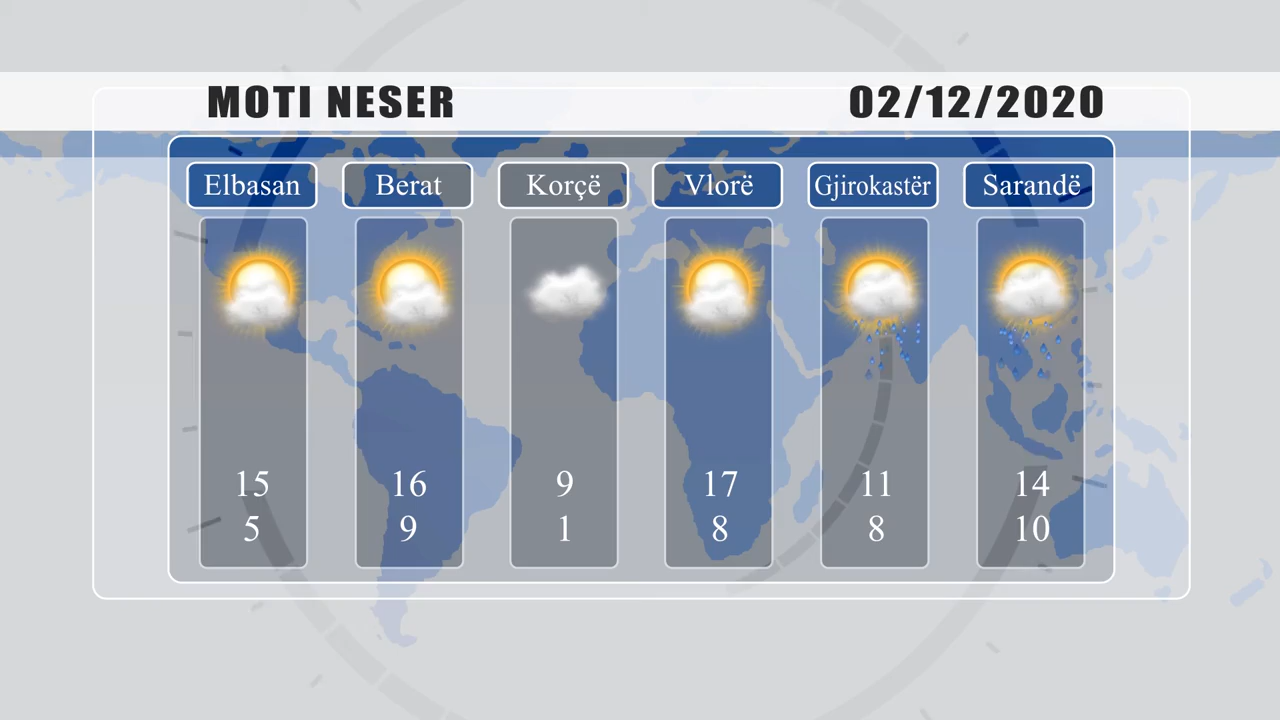 MOTI NESER 02/12/2020
Elbasan Berat Korçë Vlorë Gjirokastër Sarandë
15 16 9 17 11 14
5 9 1 8 8 10